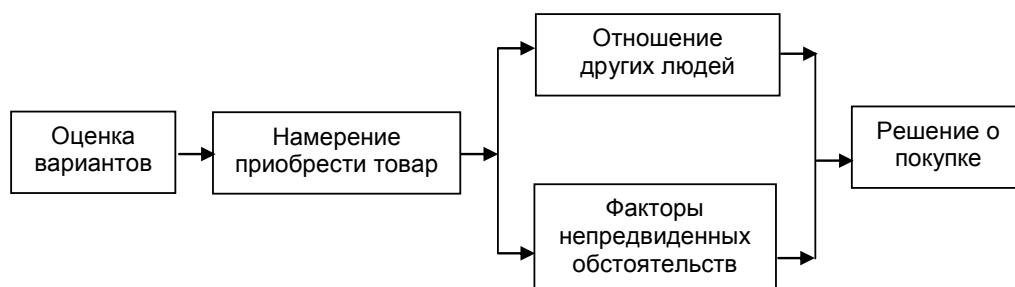 Оценка
вариантов
Намерение
приобрести товар
Отношение
других людей
Факторы
непредвиденных
обстоятельств
Решение о
покупке